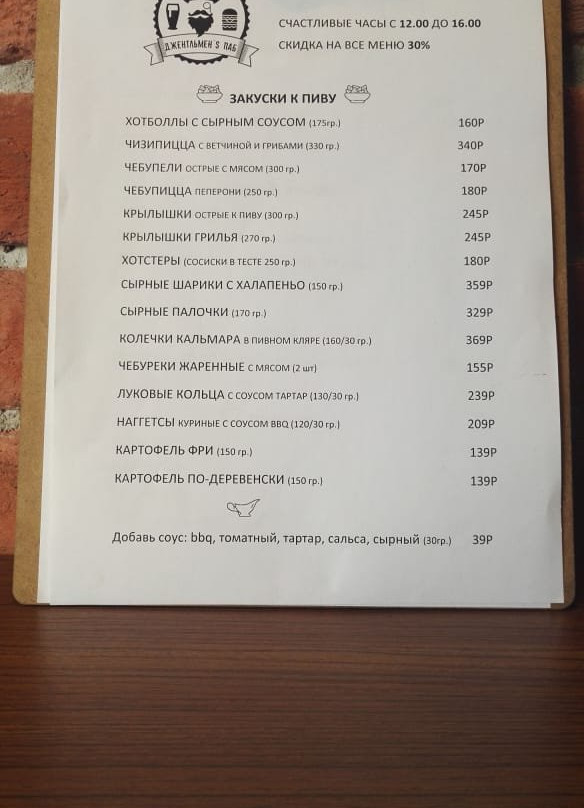 ДЖЕНТЛЬМЕН'S ПАБ
СЧАСТЛИВЫЕ ЧАСЫ С 12.00 ДО 16.00
СКИДКА НА ВСЕ МЕНЮ 30%
ЗАКУСКИ К ПИВУ
ХОТБОЛЛЫ С СЫРНЫМ СОУСОМ (175гр.) 160Р
ЧИЗИПИЦЦА С ВЕТЧИНОЙ И ГРИБАМИ (330 гр.) 340Р
ЧЕБУПЕЛИ ОСТРЫЕ С МЯСОМ (300 гр.) 170Р
ЧЕБУПИЦЦА ПЕПЕРОНИ (250 гр.) 180Р
КРЫЛЫШКИ ОСТРЫЕ К ПИВУ (300 гр.) 245Р
КРЫЛЫШКИ ГРИЛЬЯ (270 гр.) 245Р
ХОТСТЕРЫ (СОСИСКИ В ТЕСТЕ 250 гр.) 180Р
СЫРНЫЕ ШАРИКИ С ХАЛАПЕНЬО (150 гр.) 359Р
СЫРНЫЕ ПАЛОЧКИ (170 гр.) 329Р
КОЛЕЧКИ КАЛЬМАРА В ПИВНОМ КЛЯРЕ (160/30 гр.) 369Р
ЧЕБУРЕКИ ЖАРЕННЫЕ С МЯСОМ (2 шт) 155Р
ЛУКОВЫЕ КОЛЬЦА С СОУСОМ ТАРТАР (130/30 гр.) 239Р
НАГГЕТСЫ КУРИНЫЕ С СОУСОМ BBQ (120/30 гр.) 209Р
КАРТОФЕЛЬ ФРИ (150 гр.) 139Р
КАРТОФЕЛЬ ПО-ДЕРЕВЕНСКИ (150 гр.) 139Р
Добавь соус: bbq, томатный, тартар, сальса, сырный (30гр.) 39Р